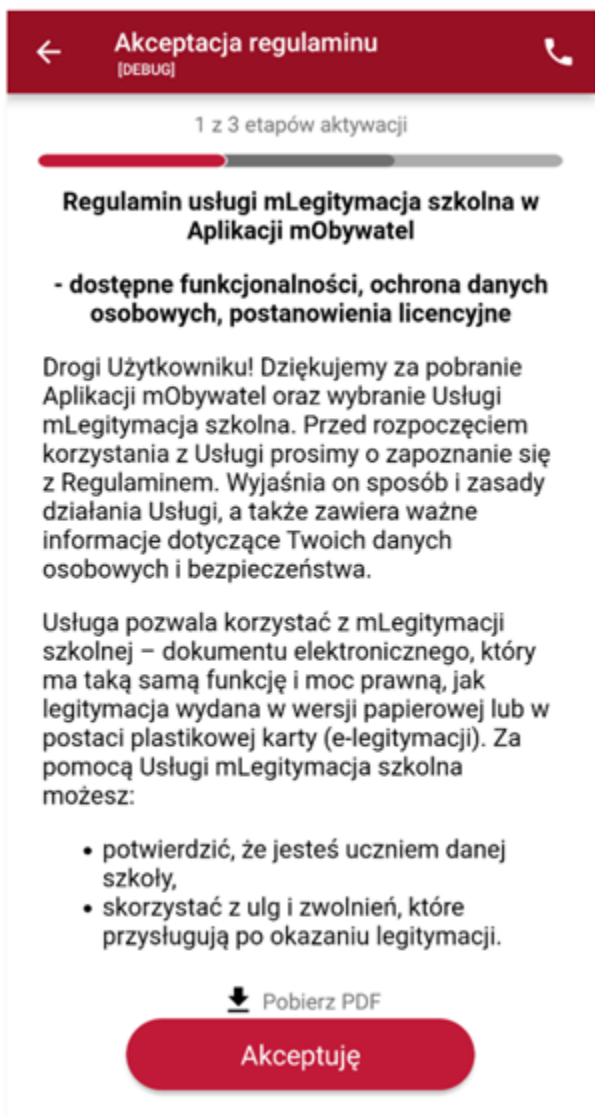 Akceptacja regulaminu
[DEBUG]
1 z 3 etapów aktywacji
Regulamin usługi mLegitymacja szkolna w
Aplikacji mObywatel
- dostępne funkcjonalności, ochrona danych
osobowych, postanowienia licencyjne
Drogi Użytkowniku! Dziękujemy za pobranie
Aplikacji mObywatel oraz wybranie Usługi
mLegitymacja szkolna. Przed rozpoczęciem
korzystania z Usługi prosimy o zapoznanie się
z Regulaminem. Wyjaśnia on sposób i zasady
działania Usługi, a także zawiera ważne
informacje dotyczące Twoich danych
osobowych i bezpieczeństwa.
Usługa pozwala korzystać z mLegitymacji
szkolnej – dokumentu elektronicznego, który
ma taką samą funkcję i moc prawną, jak
legitymacja wydana w wersji papierowej lub w
postaci plastikowej karty (e-legitymacji). Za
pomocą Usługi mLegitymacja szkolna
możesz:
• potwierdzić, że jesteś uczniem danej
szkoły,
• skorzystać z ulg i zwolnień, które
przysługują po okazaniu legitymacji.
Pobierz PDF
Akceptuję